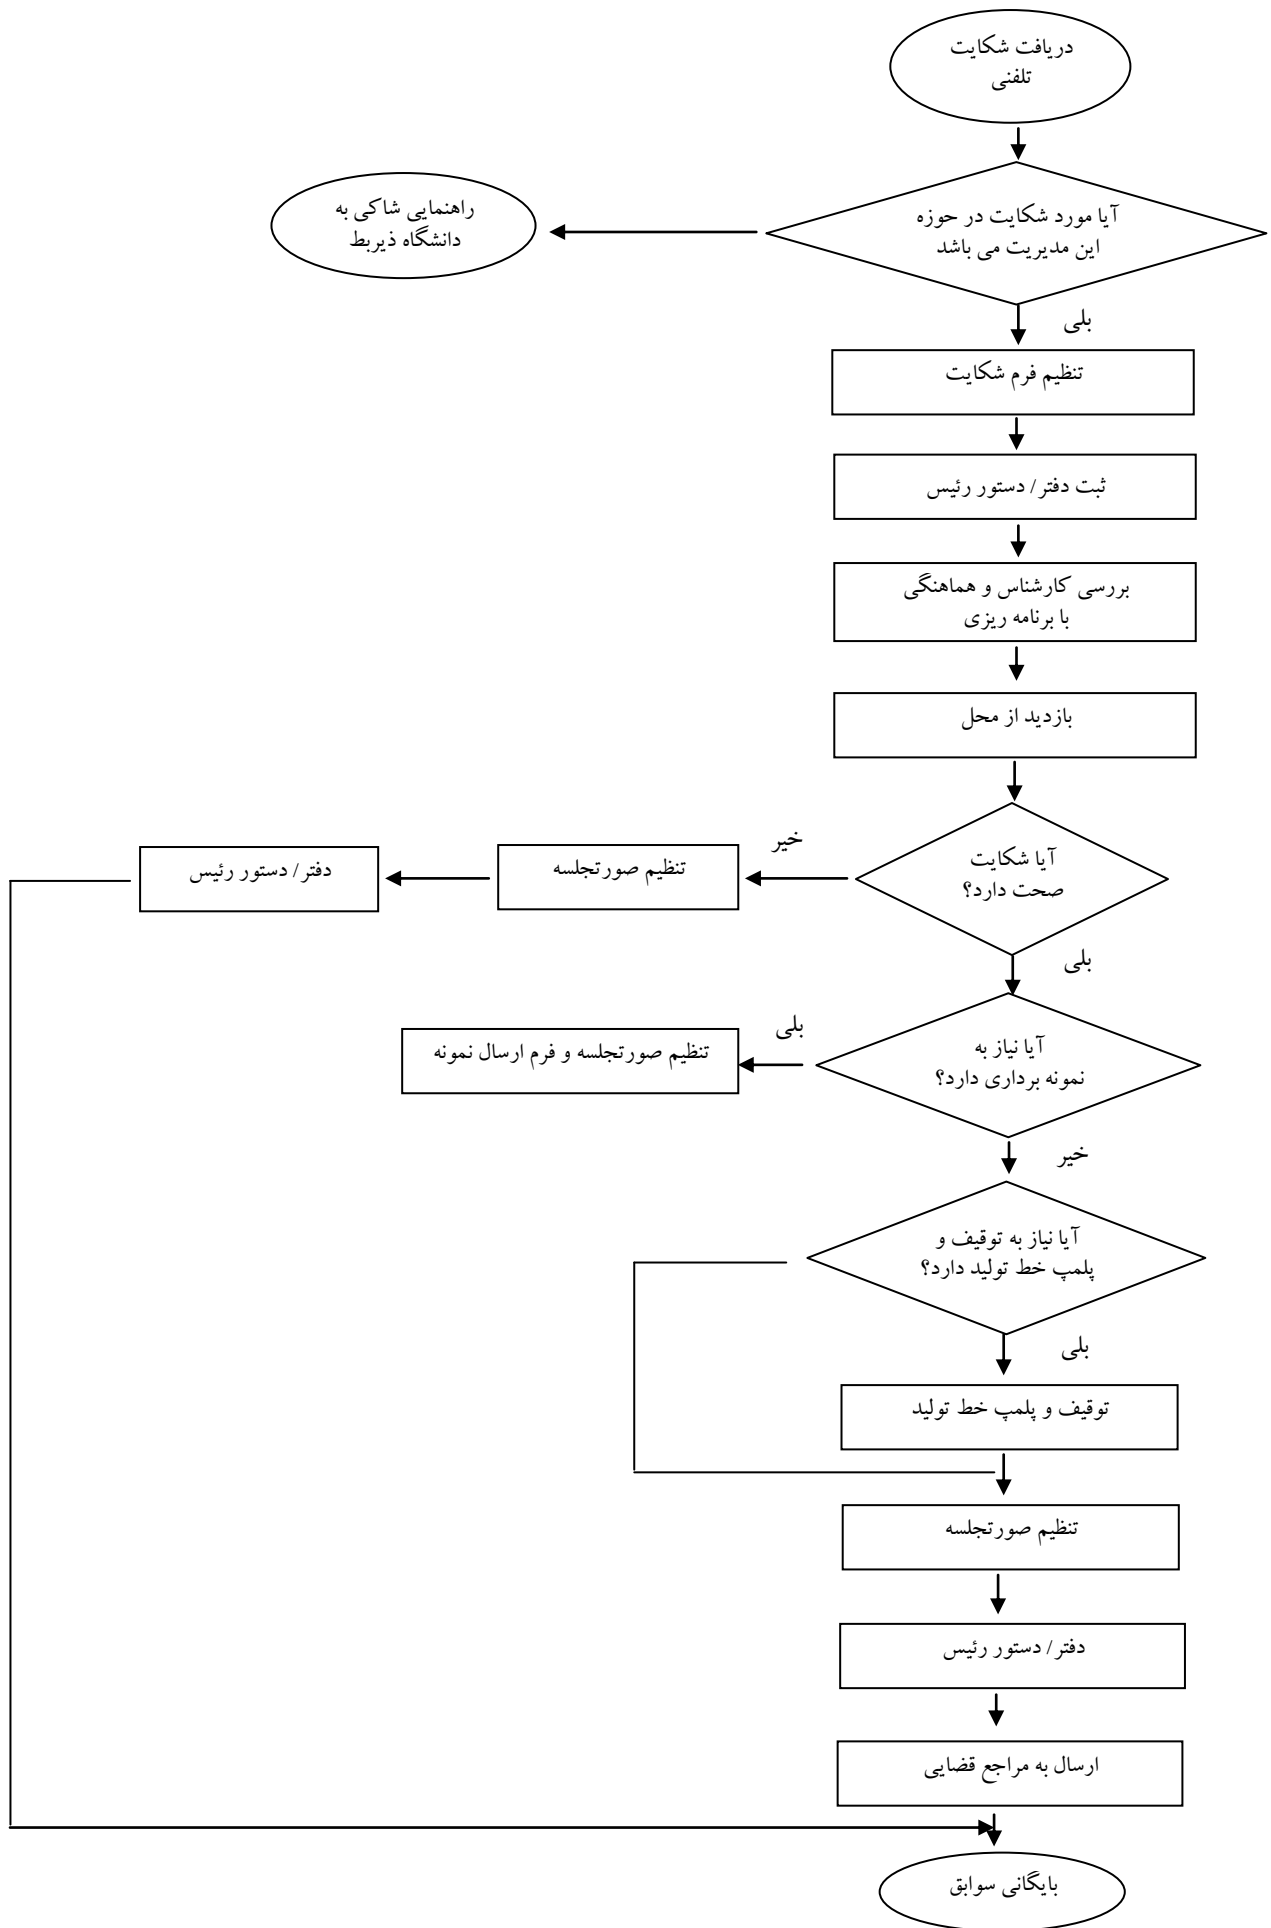 دریافت شکایت
تلفنی
آیا مورد شکایت در حوزه
این مدیریت می باشد
راهنمایی شاکی به
دانشگاه ذیربط
بلی
تنظیم فرم شکایت
ثبت دفتر/ دستور رئیس
بررسی کارشناس و هماهنگی
با برنامه ریزی
بازدید از محل
آیا شکایت
صحت دارد؟
خیر
تنظیم صورتجلسه
دفتر/ دستور رئیس
بلی
آیا نیاز به
نمونه برداری دارد؟
بلی
تنظیم صورتجلسه و فرم ارسال نمونه
خیر
آیا نیاز به توقیف و
پلمپ خط تولید دارد؟
بلی
توقیف و پلمپ خط تولید
تنظیم صورتجلسه
دفتر/ دستور رئیس
ارسال به مراجع قضایی
بایگانی سوابق